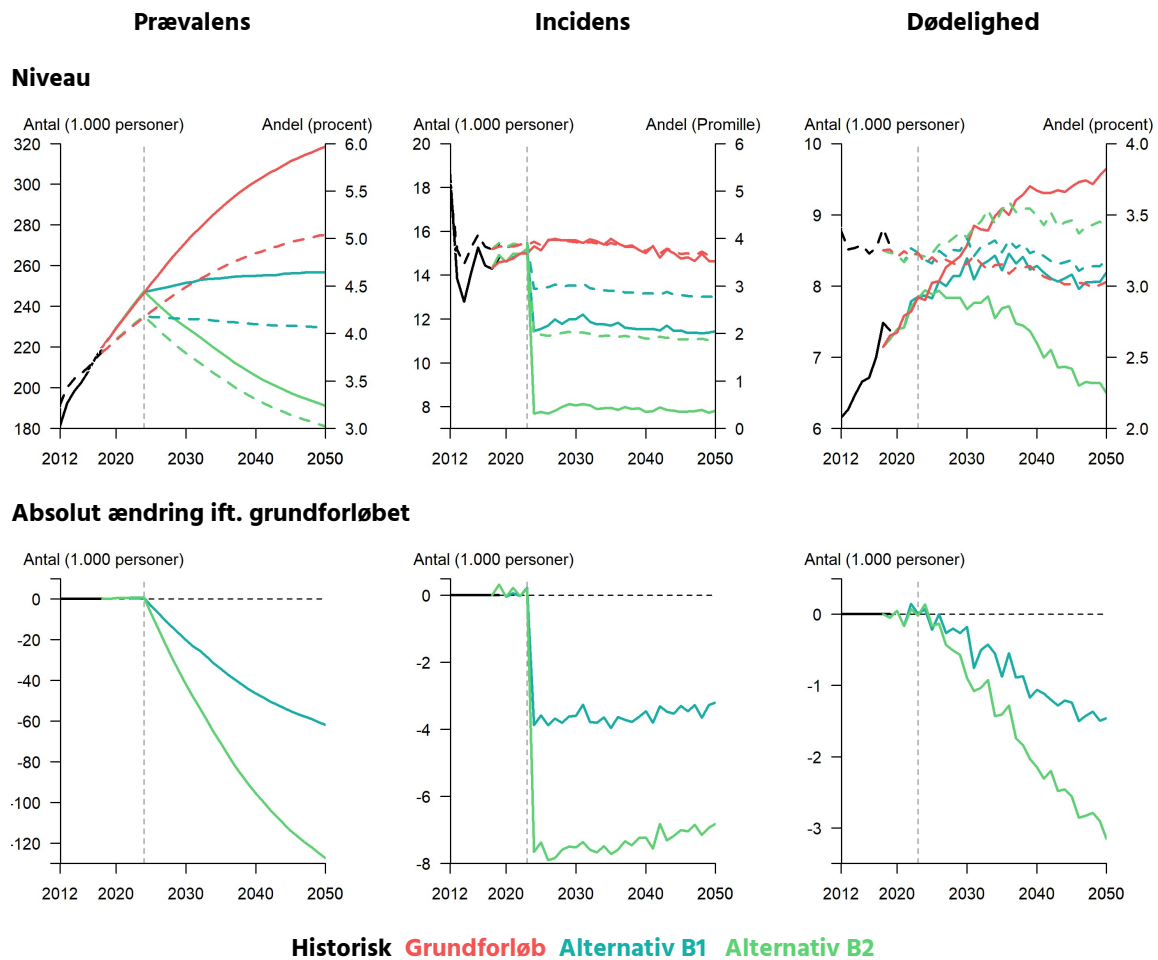 Prævalens Incidens Dødelighed
Niveau
Antal (1.000 personer) Andel (procent) Antal (1.000 personer) Andel (Promille) Antal (1.000 personer) Andel (procent)
320 6.0 20 6 10 4.0
300 5.5 18 5 9 3.5
280 5.0 16 4 8 3.0
260 4.5 14 3 7 2.5
240 4.0 12 2 6 2.0
220 3.5 10 1
200 3.0 8 0
180
2012 2020 2030 2040 2050 2012 2020 2030 2040 2050 2012 2020 2030 2040 2050
Absolut ændring ift. grundforløbet
Antal (1.000 personer) Antal (1.000 personer) Antal (1.000 personer)
0 0 0
-20 -2 -1
-40 -4 -2
-60 -6 -3
-80 -8
-100
-120
2012 2020 2030 2040 2050 2012 2020 2030 2040 2050 2012 2020 2030 2040 2050
Historisk Grundforløb Alternativ B1 Alternativ B2